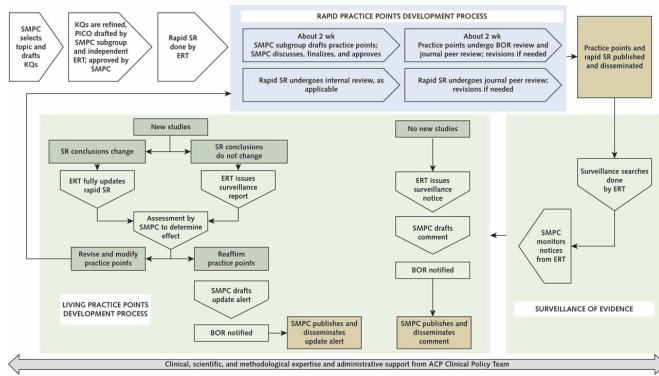 RAPID PRACTICE POINTS DEVELOPMENT PROCESS
SMPC
selects
topic and
drafts
KQs
KQs are refined,
PICO drafted by
SMPC subgroup
and independent
ERT; approved by
SMPC
Rapid SR
done by
ERT
About 2 wk
SMPC subgroup drafts practice points;
SMPC discusses, finalizes, and approves
About 2 wk
Practice points undergo BOR review and
journal peer review; revisions if needed
Rapid SR undergoes internal review, as
applicable
Rapid SR undergoes journal peer review;
revisions if needed
Practice points and
rapid SR published
and disseminated
New studies
SR conclusions change
SR conclusions
do not change
ERT fully updates
rapid SR
ERT issues
surveillance
report
Assessment by
SMPC to determine
effect
Revise and modify
practice points
Reaffirm
practice points
SMPC drafts
update alert
BOR notified
SMPC publishes and
disseminates
update alert
LIVING PRACTICE POINTS
DEVELOPMENT PROCESS
No new studies
ERT issues
surveillance
notice
SMPC drafts
comment
BOR notified
SMPC publishes and
disseminates
comment
Surveillance searches
done
by ERT
SMPC
monitors
notices
from ERT
SURVEILLANCE OF EVIDENCE
Clinical, scientific, and methodological expertise and administrative support from ACP Clinical Policy Team